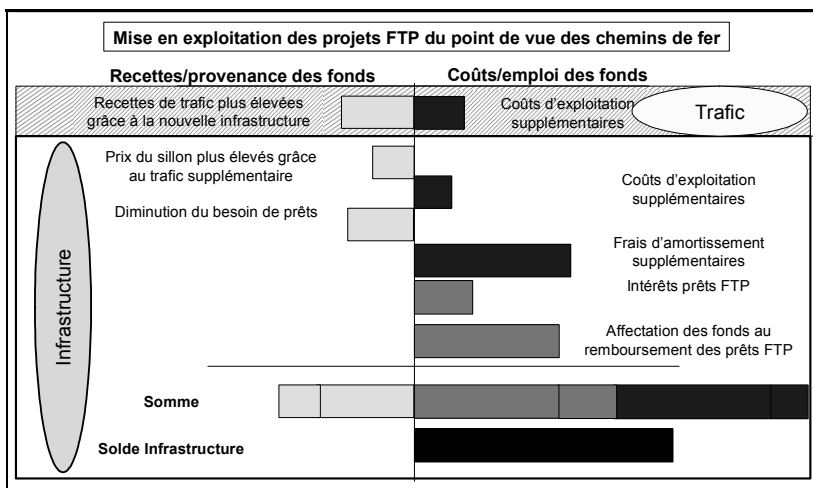 Mise en exploitation des projets FTP du point de vue des chemins de fer
Recettes/provenance des fonds
Coûts/emploi des fonds
Recettes de trafic plus élevées
grâce à la nouvelle infrastructure
Coûts d'exploitation
supplémentaires
Trafic
Prix du sillon plus élevés grâce
au trafic supplémentaire
Coûts d'exploitation
supplémentaires
Diminution du besoin de prêts
Frais d'amortissement
supplémentaires
Intérêts prêts FTP
Affectation des fonds au
remboursement des prêts FTP
Infrastructure
Somme
Solde Infrastructure